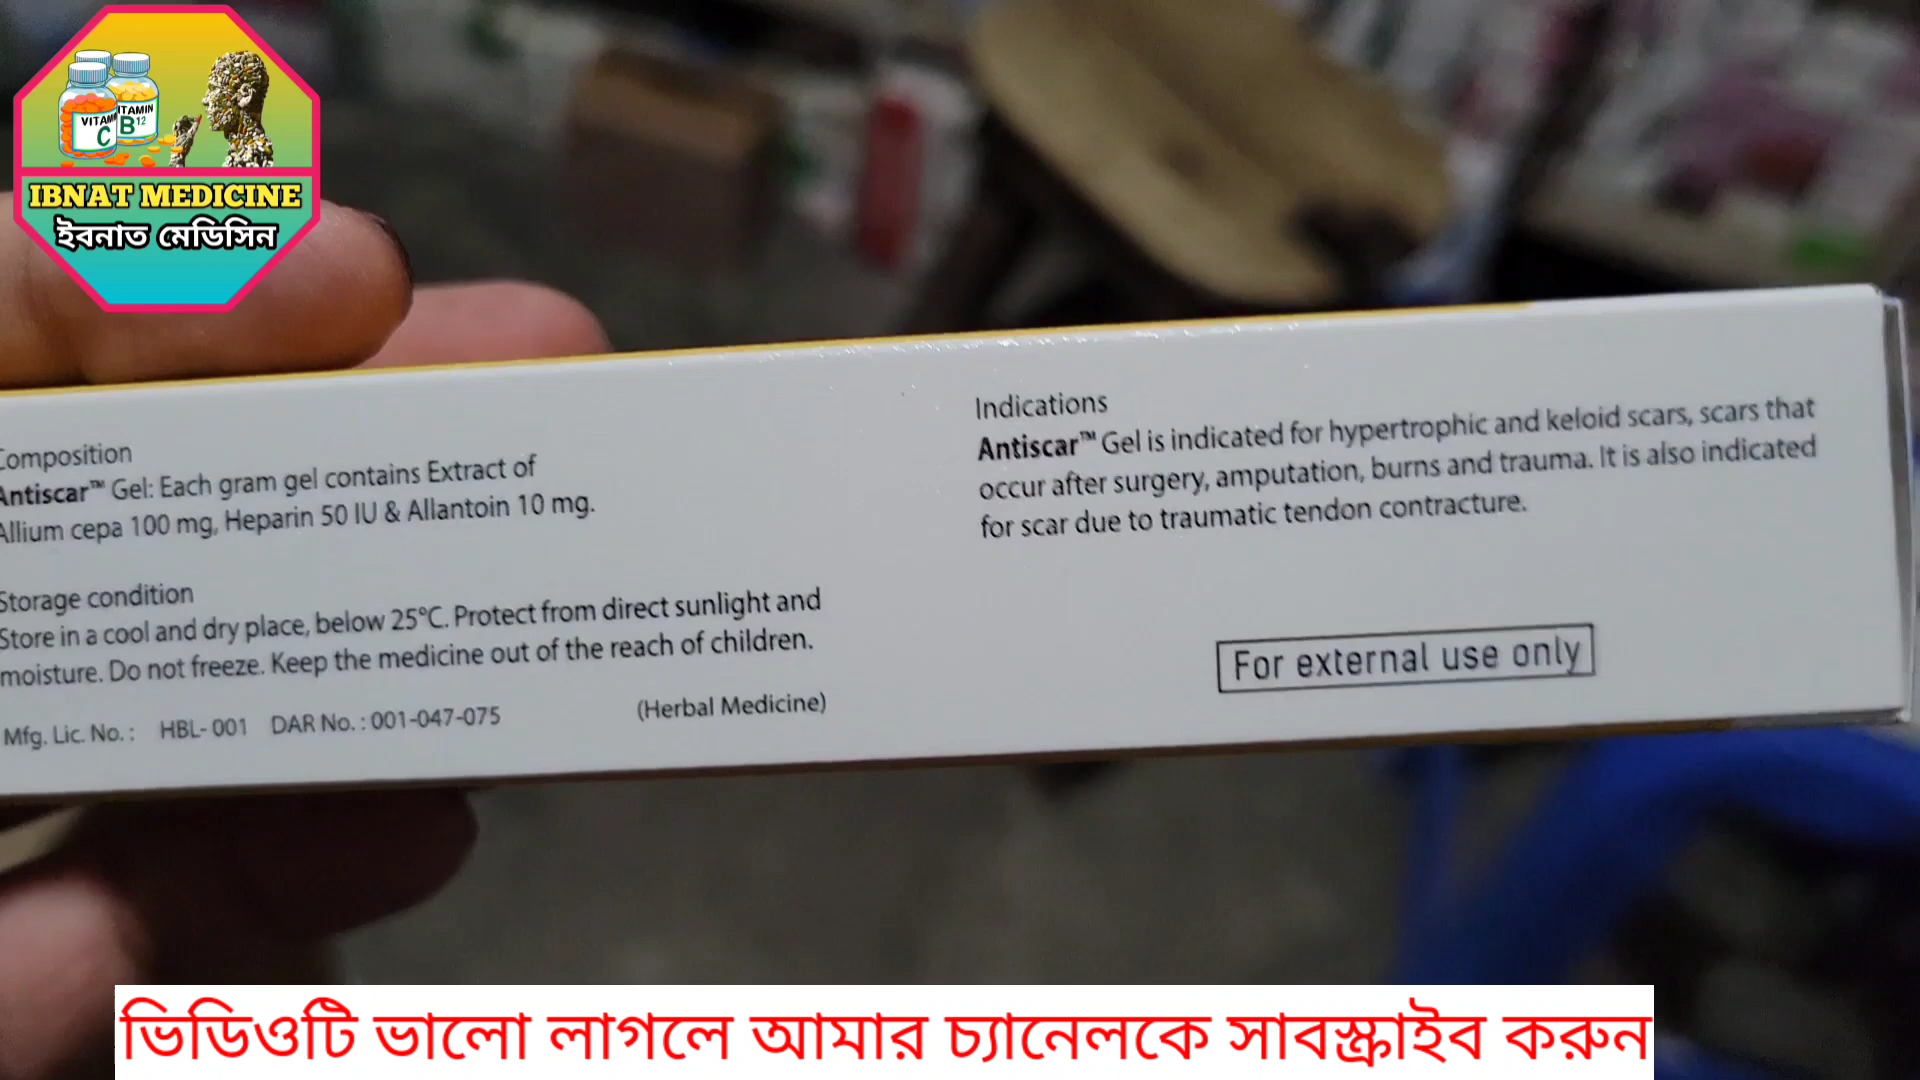 VITAMIN
C
VITAMIN
B12
IBNAT MEDICINE
ইবনাত মেডিসিন
Composition
Antiscar™ Gel: Each gram gel contains Extract of
Allium cepa 100 mg, Heparin 50 IU & Allantoin 10 mg.
Storage condition
Store in a cool and dry place, below 25°C. Protect from direct sunlight and
moisture. Do not freeze. Keep the medicine out of the reach of children.
Mfg. Lic. No. : HBL- 001 DAR No. : 001-047-075 (Herbal Medicine)
Indications
Antiscar™ Gel is indicated for hypertrophic and keloid scars, scars that
occur after surgery, amputation, burns and trauma. It is also indicated
for scar due to traumatic tendon contracture.
For external use only
ভিডিওটি ভালো লাগলে আমার চ্যানেলকে সাবস্ক্রাইব করুন